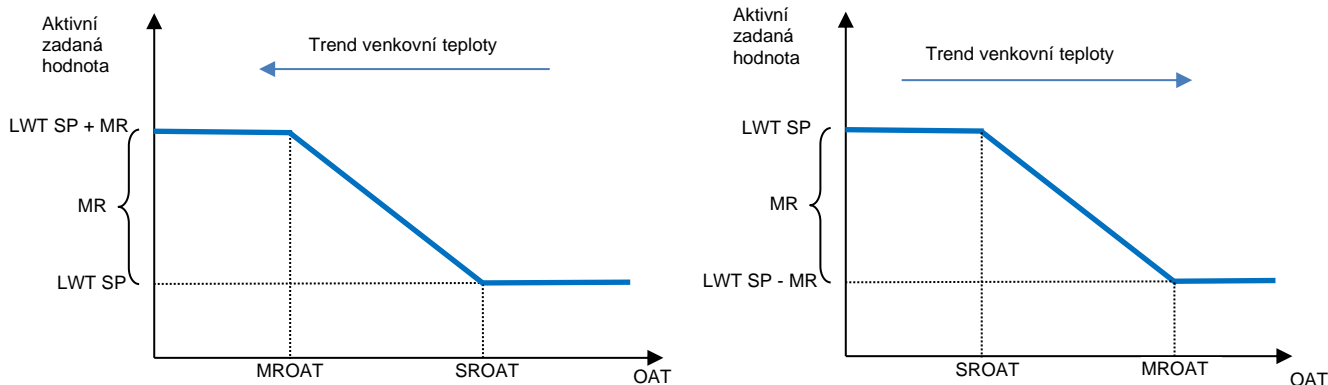 Aktivní
zadaná
hodnota
Trend venkovní teploty
LWT SP + MR
MR
LWT SP
MROAT
SROAT
OAT
Aktivní
zadaná
hodnota
Trend venkovní teploty
LWT SP
MR
LWT SP - MR
SROAT
MROAT
OAT